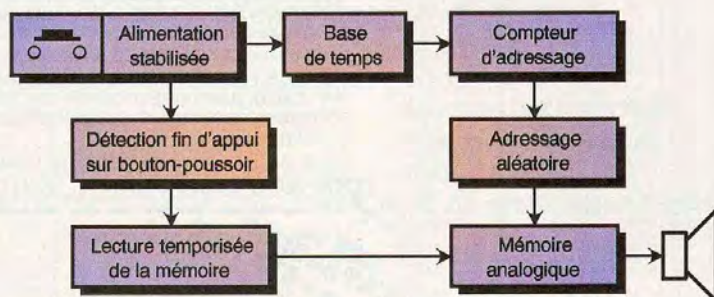 Alimentation
stabilisée
Base
de temps
Compteur
d'adressage
Détection fin d'appui
sur bouton-poussoir
Adressage
aléatoire
Lecture temporisée
de la mémoire
Mémoire
analogique